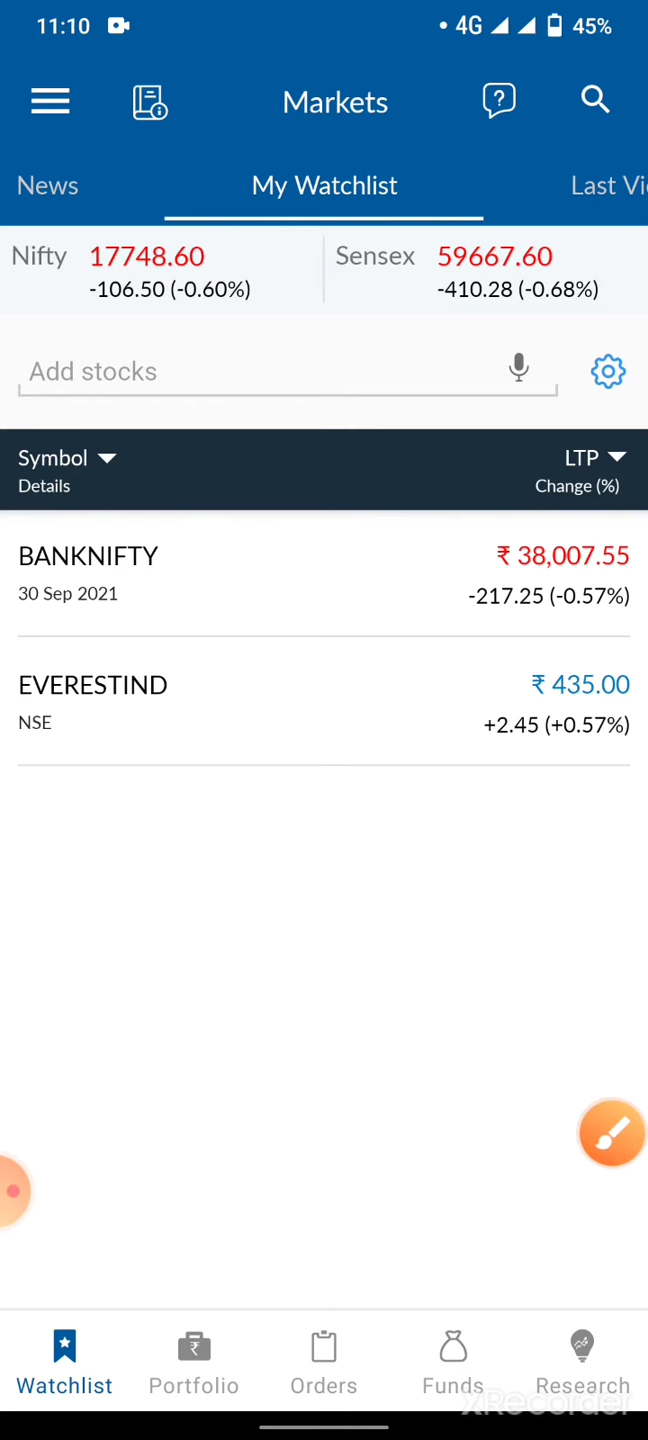 11:10 4G 45%
Markets
News My Watchlist Last Vi
Nifty 17748.60 Sensex 59667.60
-106.50 (-0.60%) -410.28 (-0.68%)
Add stocks
Symbol LTP
Details Change (%)
BANKNIFTY ₹ 38,007.55
30 Sep 2021 -217.25 (-0.57%)
EVERESTIND ₹ 435.00
NSE +2.45 (+0.57%)
Watchlist Portfolio Orders Funds Research
XRecorder